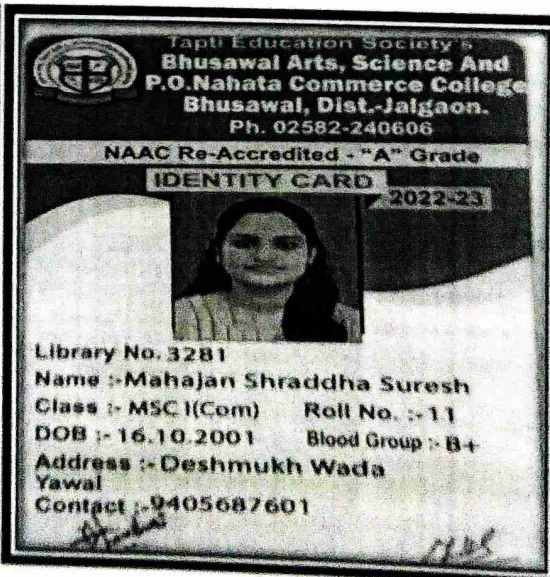 Tapti Education Society's
Bhusawal Arts, Science And
P.O.Nahata Commerce College
Bhusawal, Dist.-Jalgaon.
Ph. 02582-240606
NAAC Re-Accredited - "A" Grade
IDENTITY CARD
2022-23
Library No. 3281
Name :- Mahajan Shraddha Suresh
Class :- MSC I(Com) Roll No. :- 11
DOB :- 16.10.2001 Blood Group :- B+
Address :- Deshmukh Wada
Yawal
Contact :- 9405687601